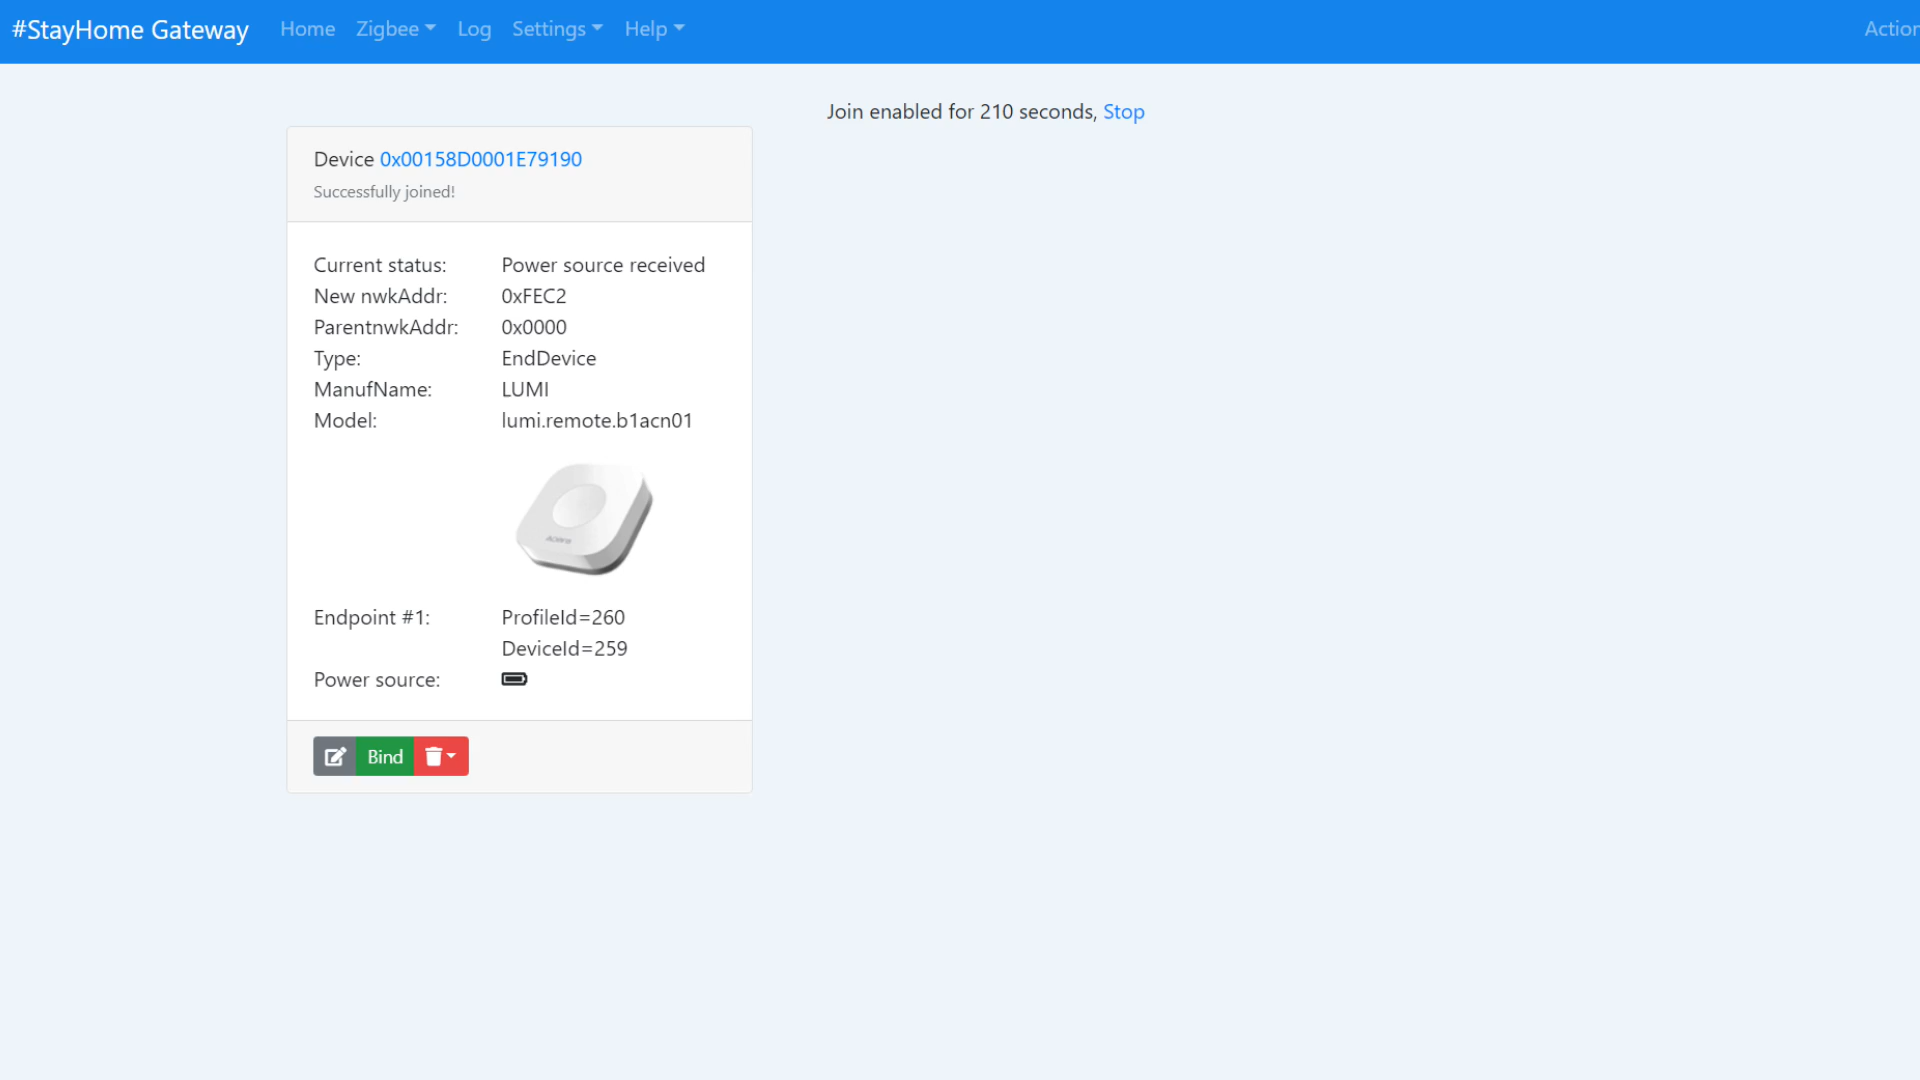 #StayHome Gateway Home Zigbee Log Settings Help Action
Join enabled for 210 seconds, Stop
Device 0x00158D0001E79190
Successfully joined!
Current status: Power source received
New nwkAddr: 0xFEC2
ParentnwkAddr: 0x0000
Type: EndDevice
ManufName: LUMI
Model: lumi.remote.b1acn01
Aqara
Endpoint #1: ProfileId=260
DeviceId=259
Power source:
Bind